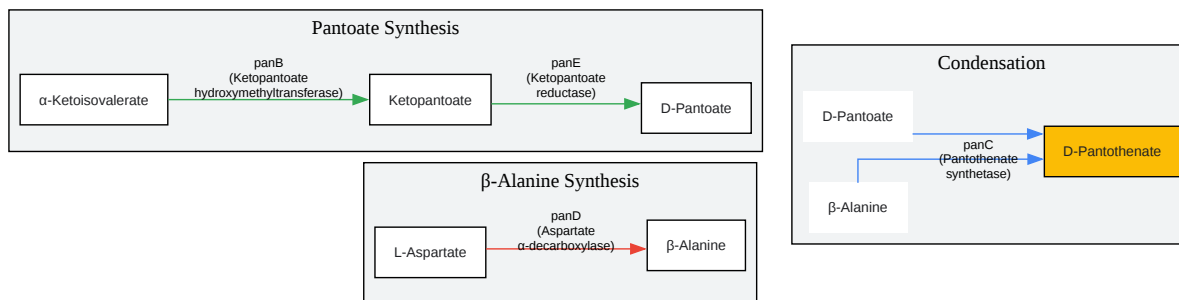 Pantoate Synthesis
panB
(Ketopantoate
hydroxymethyltransferase)
panE
(Ketopantoate
reductase)
α-Ketoisovalerate
Ketopantoate
D-Pantoate
β-Alanine Synthesis
panD
(Aspartate
α-decarboxylase)
L-Aspartate
β-Alanine
Condensation
D-Pantoate
panC
(Pantothenate
synthetase)
D-Pantothenate
β-Alanine